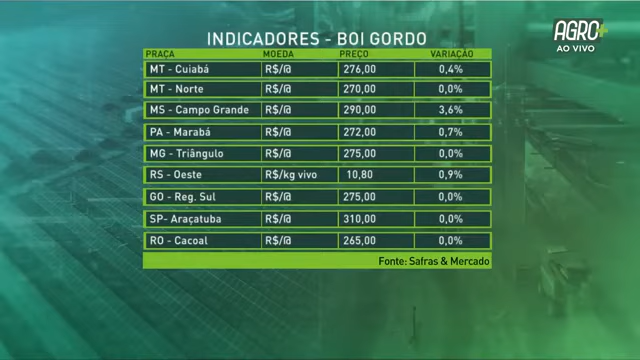 AGRO+
AO VIVO
INDICADORES - BOI GORDO
PRAÇA MOEDA PREÇO VARIAÇÃO
MT - Cuiabá R$/@ 276,00 0,4%
MT - Norte R$/@ 270,00 0,0%
MS - Campo Grande R$/@ 290,00 3,6%
PA - Marabá R$/@ 272,00 0,7%
MG - Triângulo R$/@ 275,00 0,0%
RS - Oeste R$/kg vivo 10,80 0,9%
GO - Reg. Sul R$/@ 275,00 0,0%
SP- Araçatuba R$/@ 310,00 0,0%
RO - Cacoal R$/@ 265,00 0,0%
Fonte: Safras & Mercado